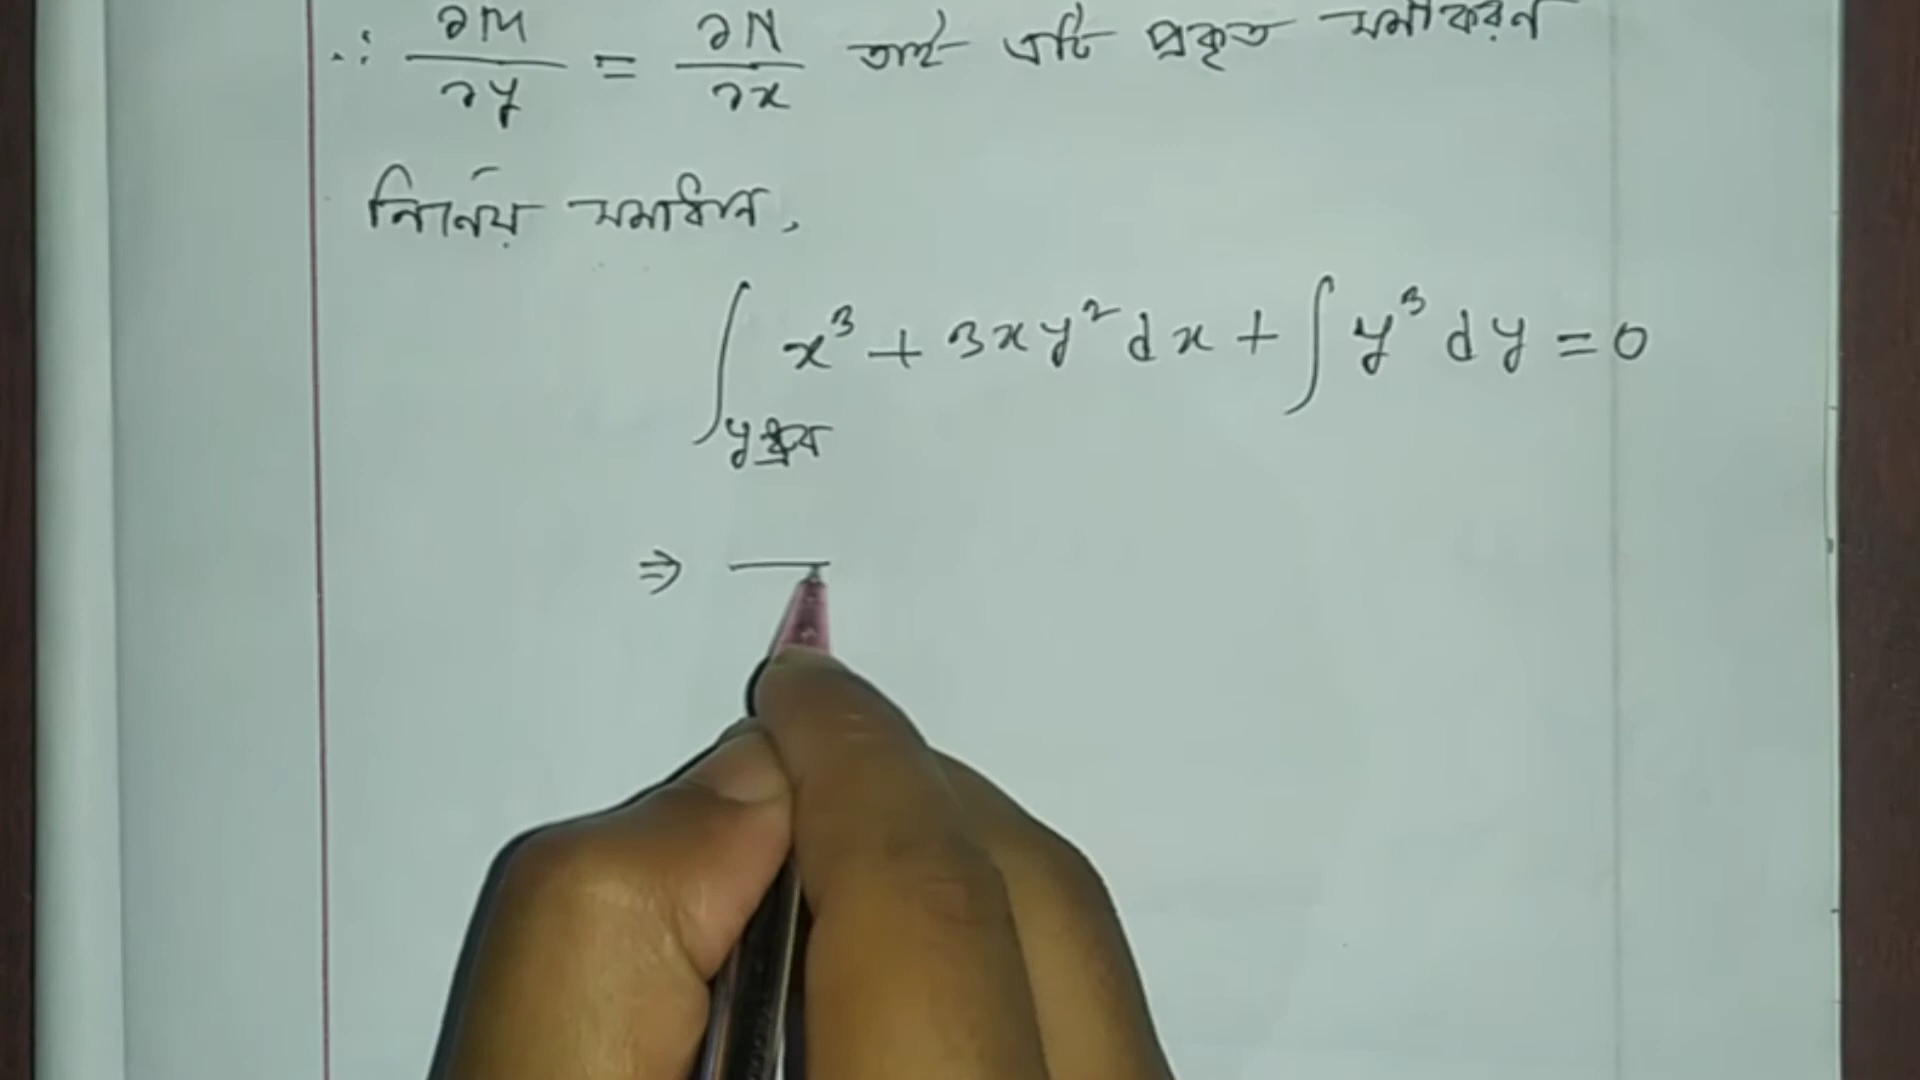 ∴ ∂M/∂y = ∂N/∂x তাই এটি প্রকৃত সমীকরণ
নির্ণেয় সমাধান,
∫_{y ধ্রুব} x³ + 3xy² dx + ∫ y³ dy = 0
⇒